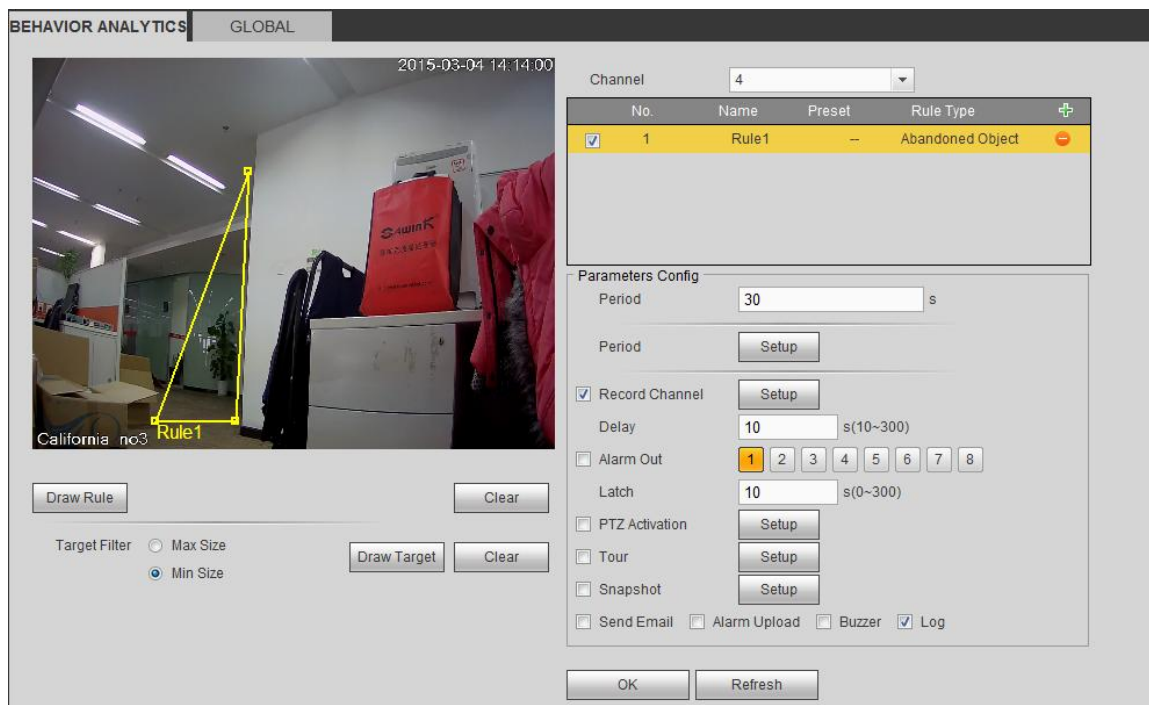 BEHAVIOR ANALYTICS GLOBAL
2015-03-04 14:14:00
SAWINK
California no3
Rule1
Draw Rule Clear
Target Filter Max Size
Min Size
Draw Target Clear
Channel 4
No. Name Preset Rule Type
1 Rule1 -- Abandoned Object
Parameters Config
Period 30 s
Period Setup
Record Channel Setup
Delay 10 s(10~300)
Alarm Out 1 2 3 4 5 6 7 8
Latch 10 s(0~300)
PTZ Activation Setup
Tour Setup
Snapshot Setup
Send Email Alarm Upload Buzzer Log
OK Refresh